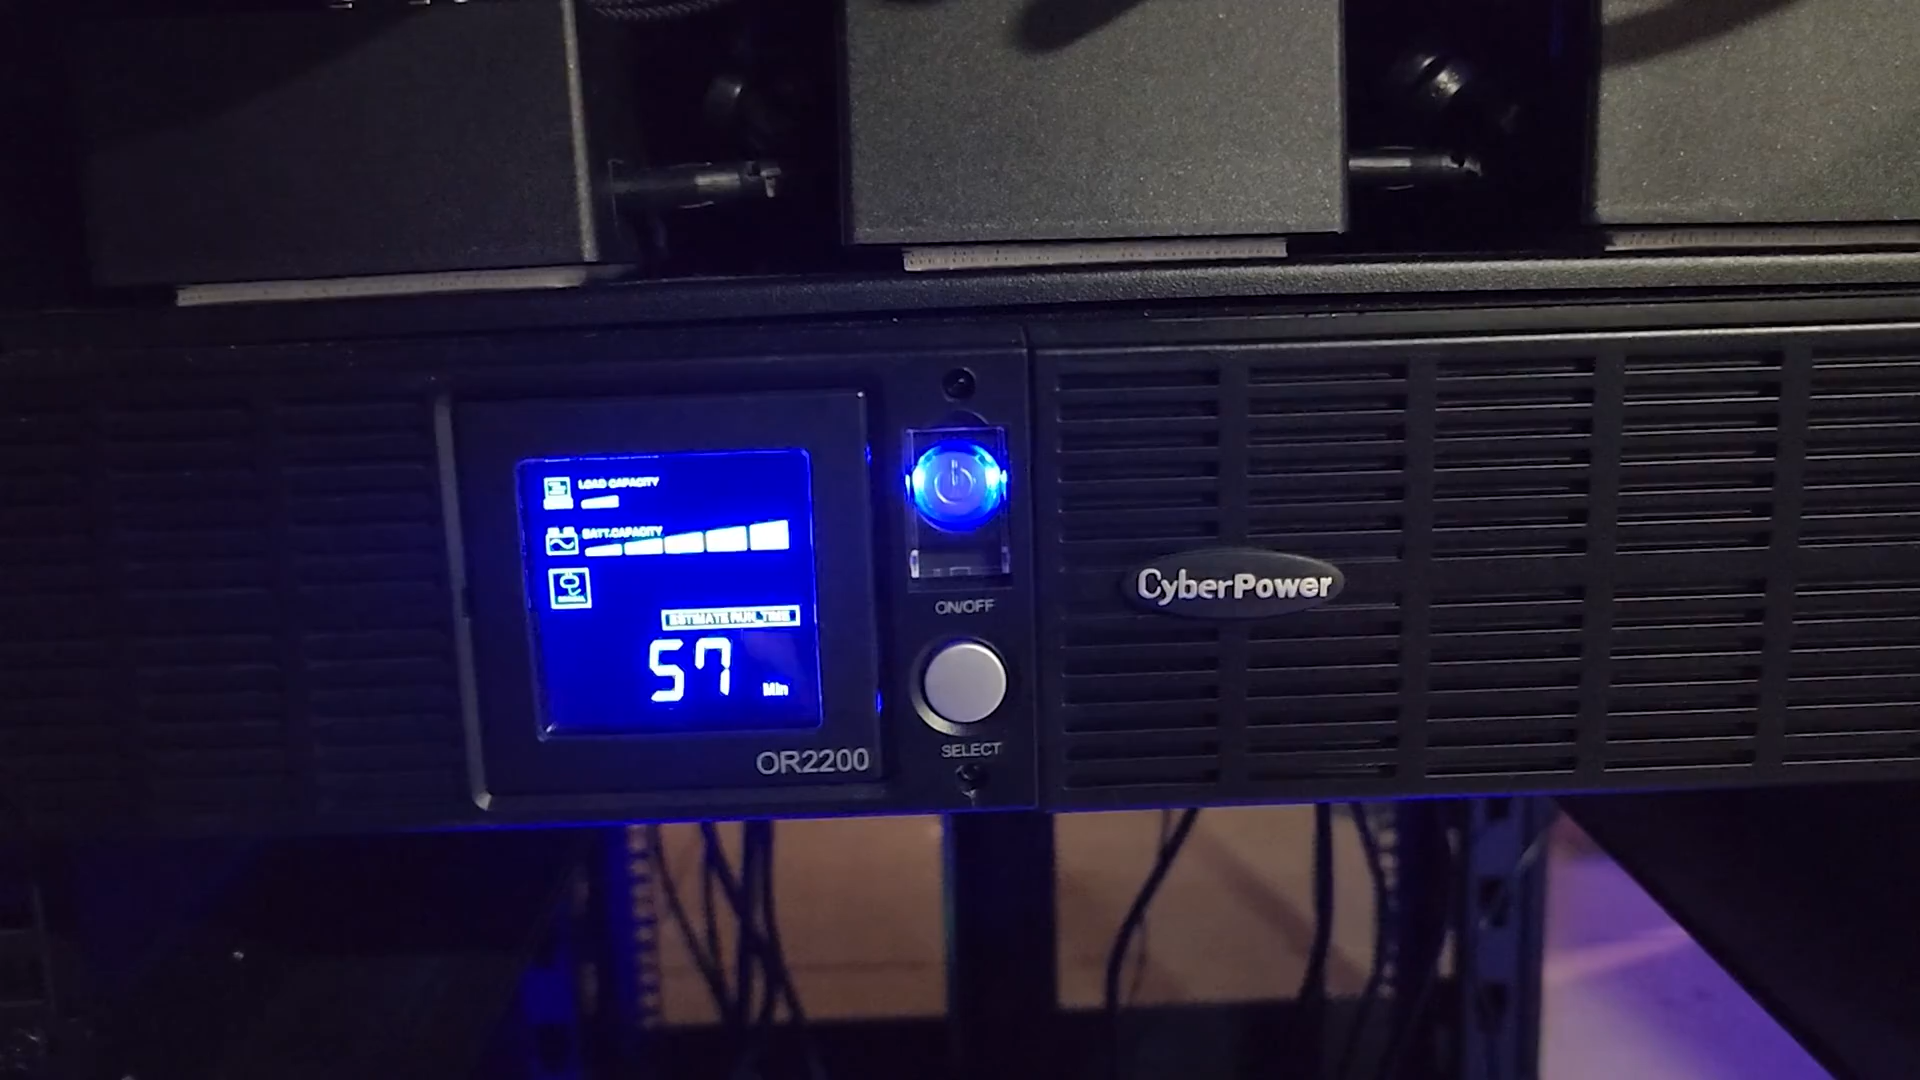 LOAD CAPACITY
BATT.CAPACITY
ESTIMATE RUN TIME
57 Min
OR2200
ON/OFF
SELECT
CyberPower